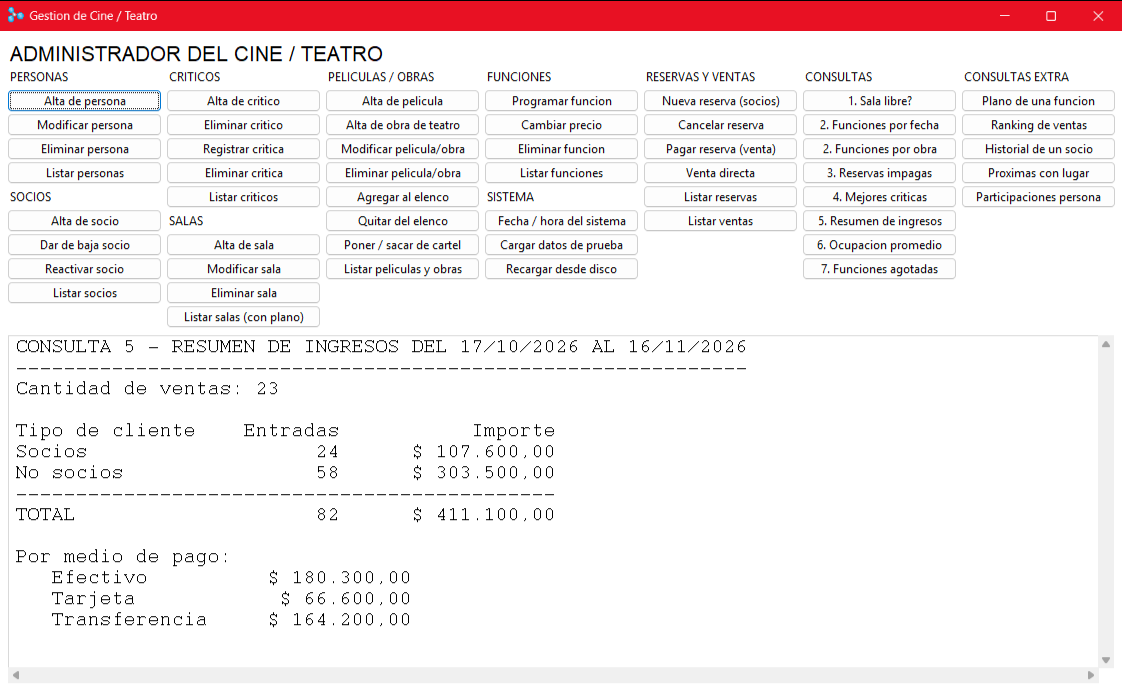 Gestion de Cine / Teatro
ADMINISTRADOR DEL CINE / TEATRO
PERSONAS
Alta de persona
Modificar persona
Eliminar persona
Listar personas
SOCIOS
Alta de socio
Dar de baja socio
Reactivar socio
Listar socios
CRITICOS
Alta de critico
Eliminar critico
Registrar critica
Eliminar critica
Listar criticos
SALAS
Alta de sala
Modificar sala
Eliminar sala
Listar salas (con plano)
PELICULAS / OBRAS
Alta de pelicula
Alta de obra de teatro
Modificar pelicula/obra
Eliminar pelicula/obra
Agregar al elenco
Quitar del elenco
Poner / sacar de cartel
Listar peliculas y obras
FUNCIONES
Programar funcion
Cambiar precio
Eliminar funcion
Listar funciones
SISTEMA
Fecha / hora del sistema
Cargar datos de prueba
Recargar desde disco
RESERVAS Y VENTAS
Nueva reserva (socios)
Cancelar reserva
Pagar reserva (venta)
Venta directa
Listar reservas
Listar ventas
CONSULTAS
1. Sala libre?
2. Funciones por fecha
2. Funciones por obra
3. Reservas impagas
4. Mejores criticas
5. Resumen de ingresos
6. Ocupacion promedio
7. Funciones agotadas
CONSULTAS EXTRA
Plano de una funcion
Ranking de ventas
Historial de un socio
Proximas con lugar
Participaciones persona
CONSULTA 5 - RESUMEN DE INGRESOS DEL 17/10/2026 AL 16/11/2026
-------------------------------------------------------------
Cantidad de ventas: 23
Tipo de cliente    Entradas           Importe
Socios                   24      $ 107.600,00
No socios                58      $ 303.500,00
---------------------------------------------
TOTAL                    82      $ 411.100,00
Por medio de pago:
Efectivo          $ 180.300,00
Tarjeta            $ 66.600,00
Transferencia     $ 164.200,00